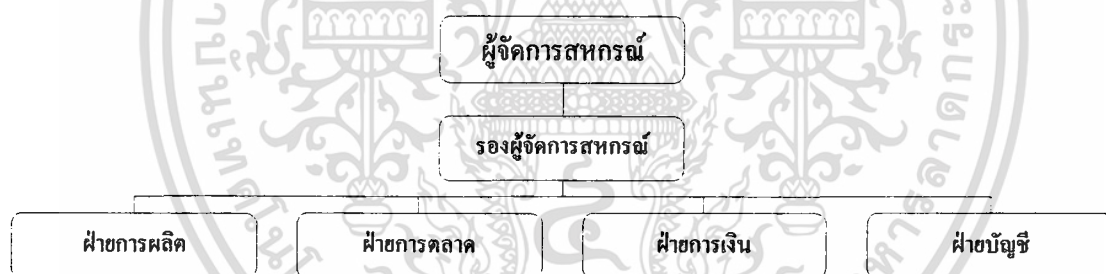 ผู้จัดการสหกรณ์
รองผู้จัดการสหกรณ์
ฝ่ายการผลิต ฝ่ายการตลาด ฝ่ายการเงิน ฝ่ายบัญชี